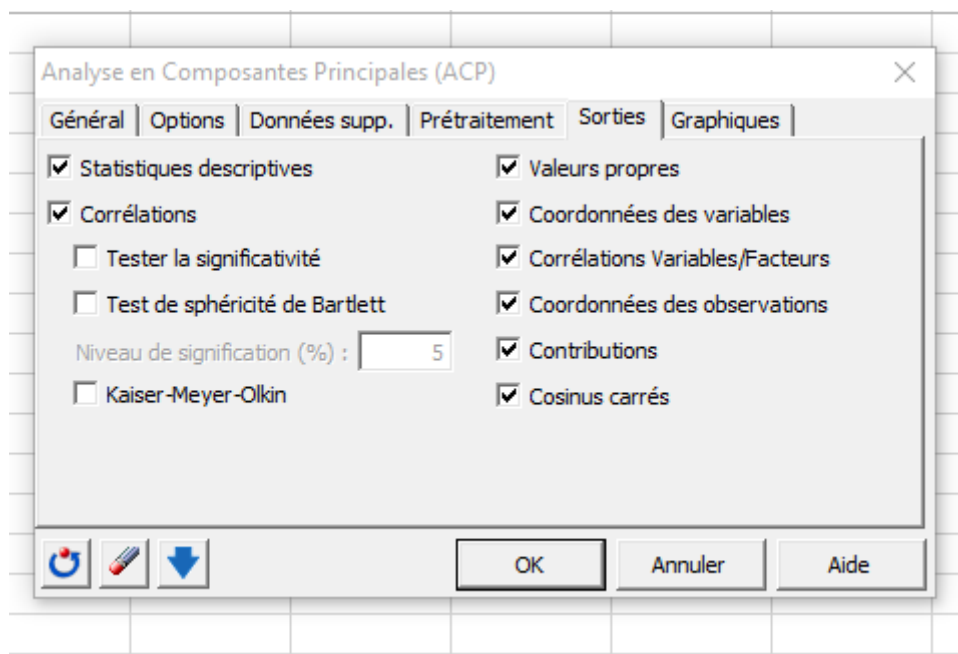 Analyse en Composantes Principales (ACP)
Général Options Données supp. Prétraitement Sorties Graphiques
Statistiques descriptives
Corrélations
Tester la significativité
Test de sphéricité de Bartlett
Niveau de signification (%) : 5
Kaiser-Meyer-Olkin
Valeurs propres
Coordonnées des variables
Corrélations Variables/Facteurs
Coordonnées des observations
Contributions
Cosinus carrés
OK Annuler Aide